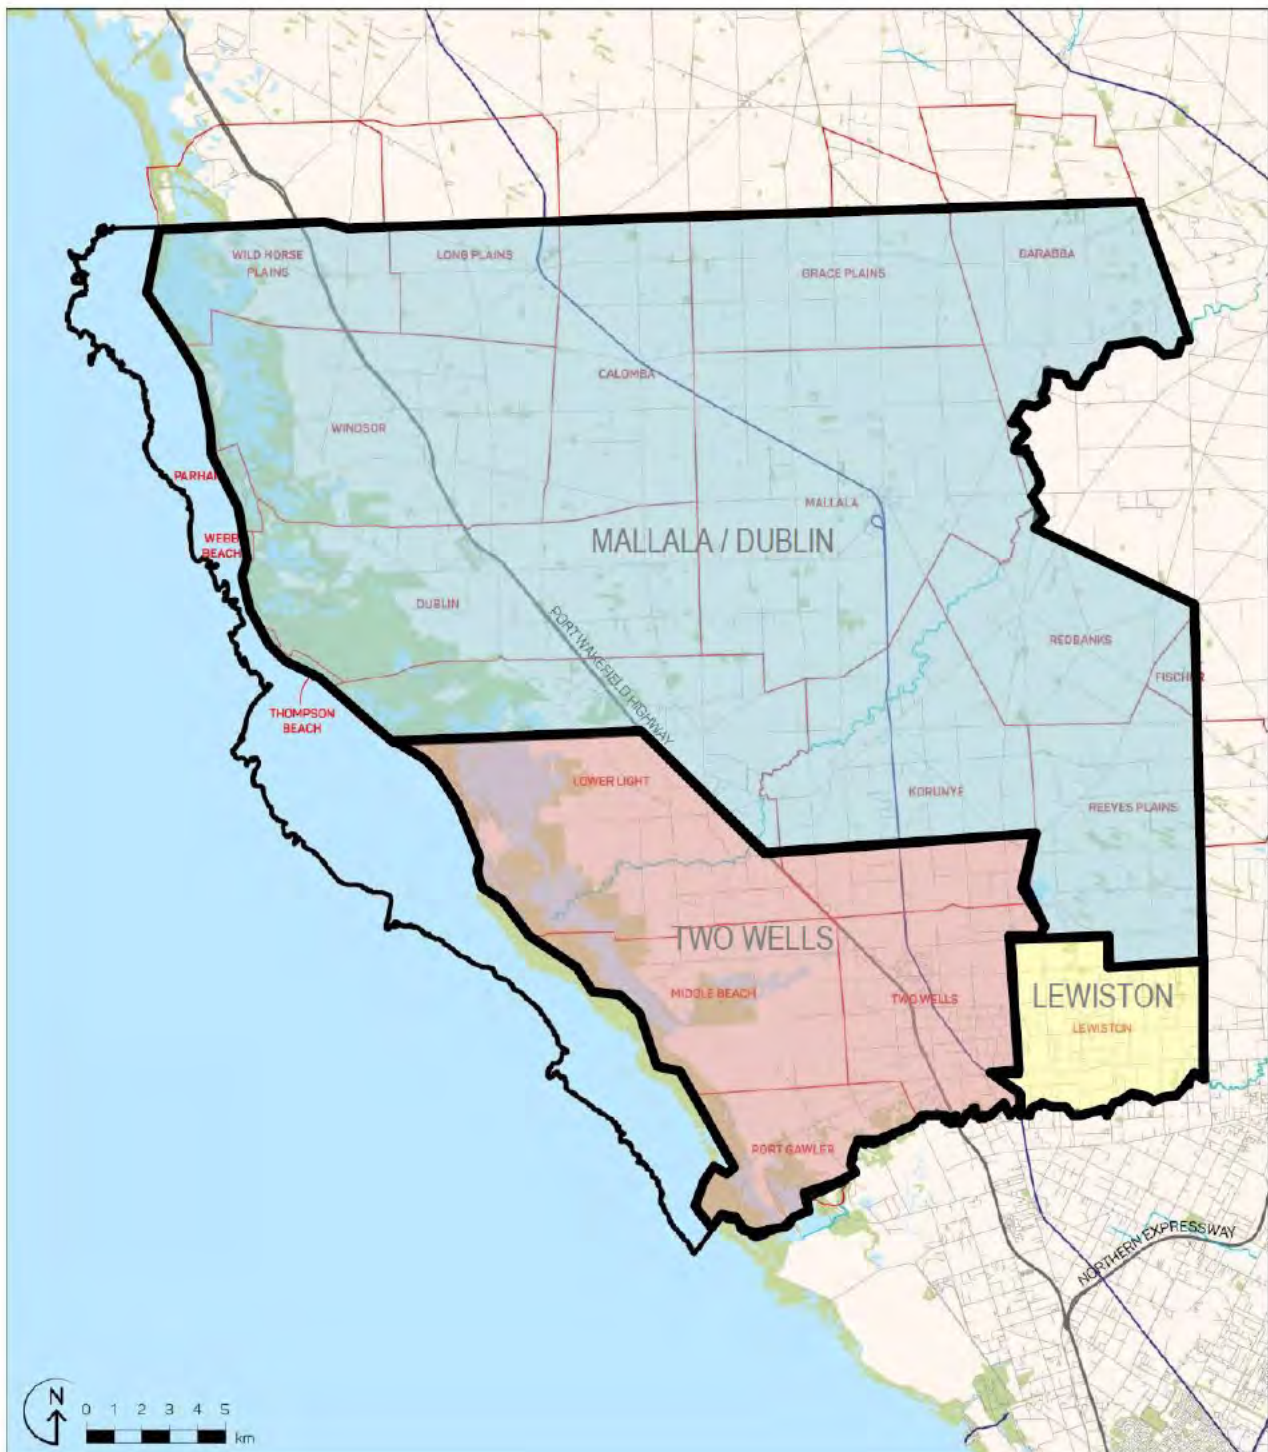 WILD HORSE
PLAINS
LONG PLAINS
GRACE PLAINS
BARABBA
CALOMBA
WINDSOR
PARHAM
MALLALA
WEBB
BEACH
MALLALA / DUBLIN
DUBLIN
PORT WAKEFIELD HIGHWAY
REDBANKS
FISCHER
THOMPSON
BEACH
LOWER LIGHT
KORUNYE
REEVES PLAINS
TWO WELLS
MIDDLE BEACH
TWO WELLS
LEWISTON
LEWISTON
PORT GAWLER
NORTHERN EXPRESSWAY
N
0 1 2 3 4 5
km